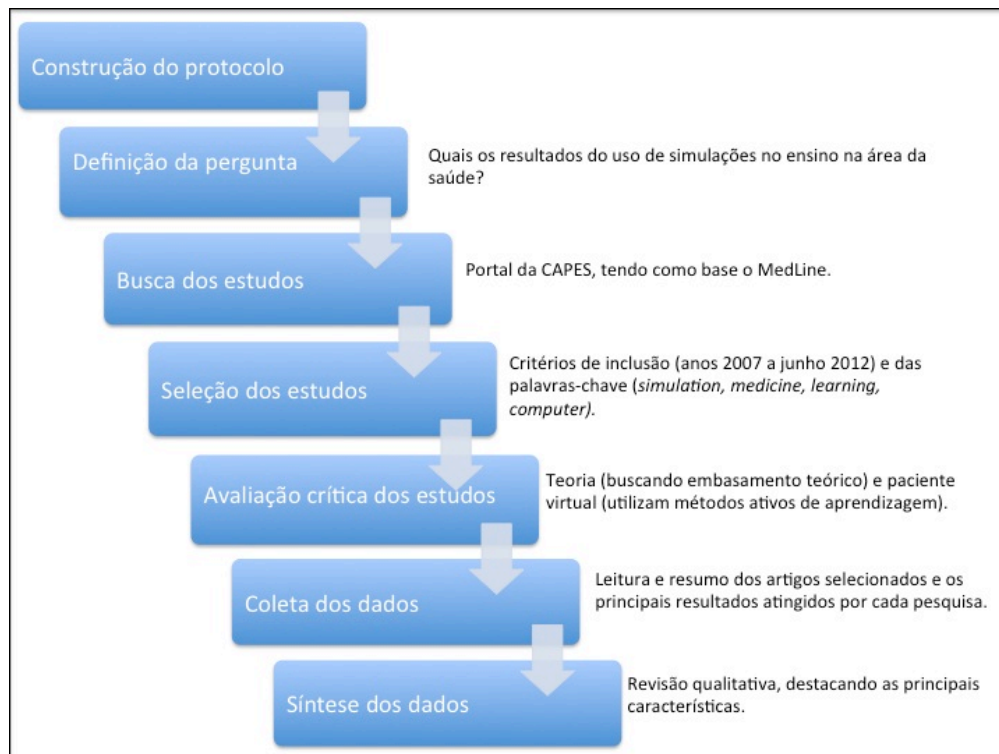 Construção do protocolo
Definição da pergunta
Quais os resultados do uso de simulações no ensino na área da
saúde?
Busca dos estudos
Portal da CAPES, tendo como base o MedLine.
Seleção dos estudos
Critérios de inclusão (anos 2007 a junho 2012) e das
palavras-chave (simulation, medicine, learning,
computer).
Avaliação crítica dos estudos
Teoria (buscando embasamento teórico) e paciente
virtual (utilizam métodos ativos de aprendizagem).
Coleta dos dados
Leitura e resumo dos artigos selecionados e os
principais resultados atingidos por cada pesquisa.
Síntese dos dados
Revisão qualitativa, destacando as principais
características.